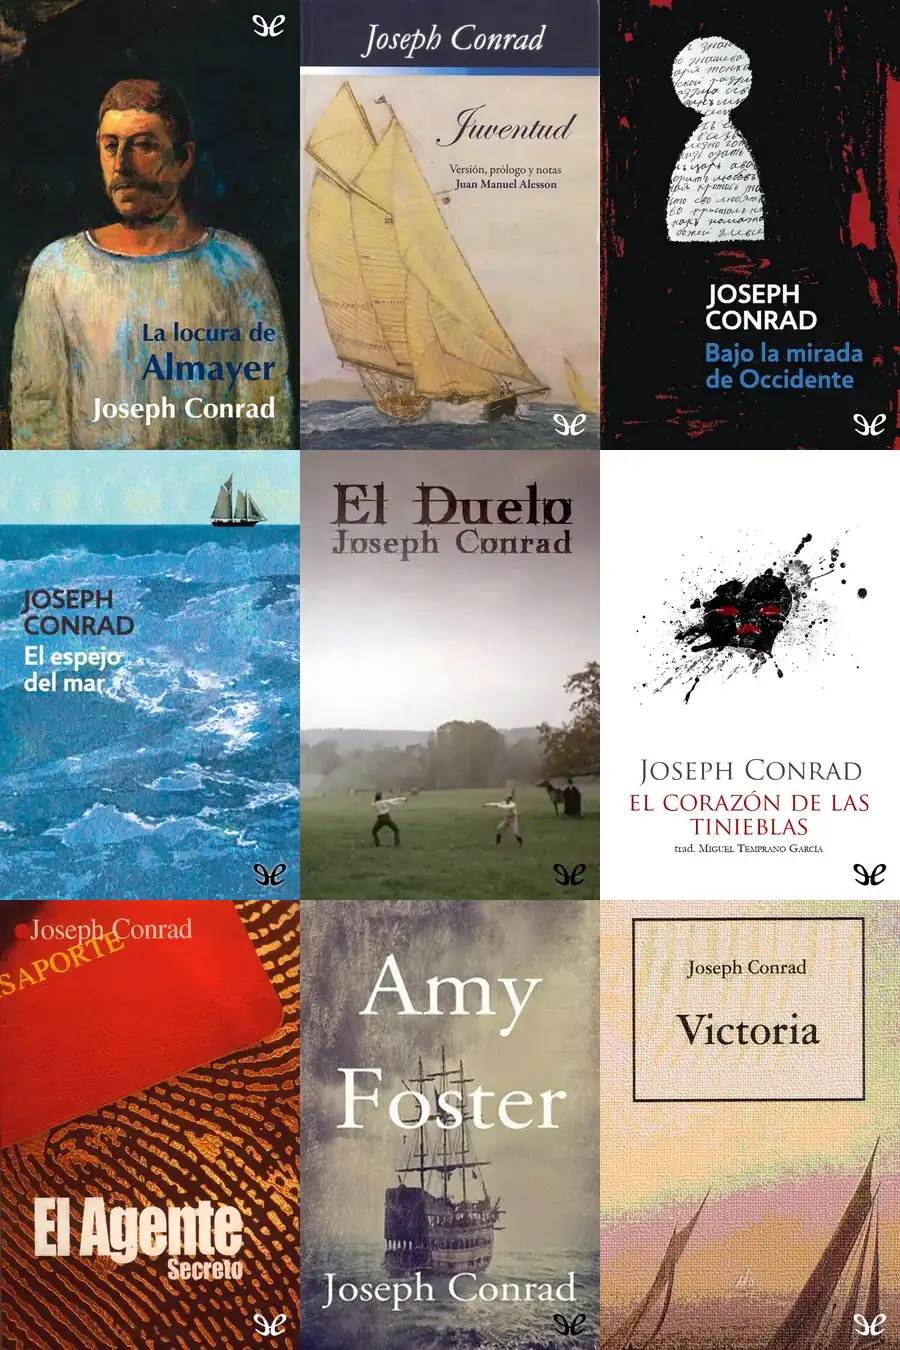 La locura de
Almayer
Joseph Conrad
Joseph Conrad
Juventud
Versión, prólogo y notas
Juan Manuel Alesson
JOSEPH
CONRAD
Bajo la mirada
de Occidente
JOSEPH
CONRAD
El espejo
del mar
El Duelo
Joseph Conrad
JOSEPH CONRAD
EL CORAZÓN DE LAS
TINIEBLAS
trad. MIGUEL TEMPRANO GARCÍA
Joseph Conrad
SAPORTE
El Agente
Secreto
Amy
Foster
Joseph Conrad
Joseph Conrad
Victoria